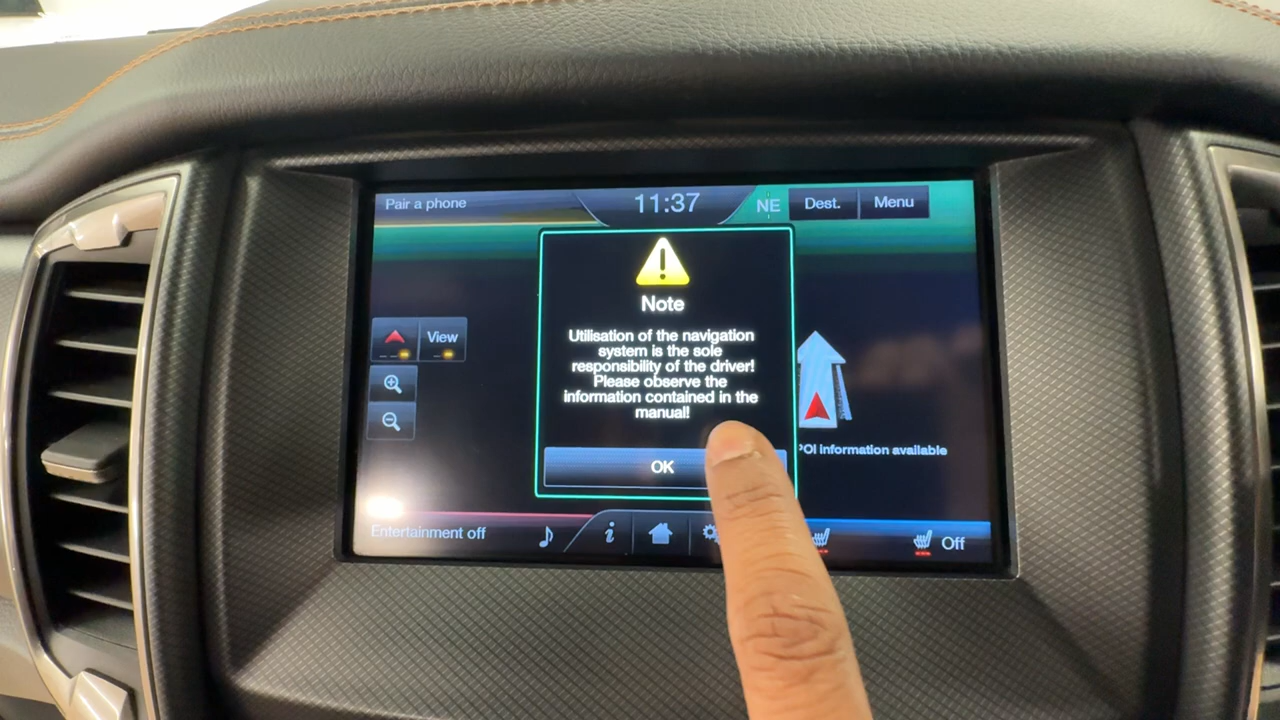 Pair a phone
11:37
NE
Dest.
Menu
Note
Utilisation of the navigation
system is the sole
responsibility of the driver!
Please observe the
information contained in the
manual!
View
OK
POI information available
Entertainment off
Off